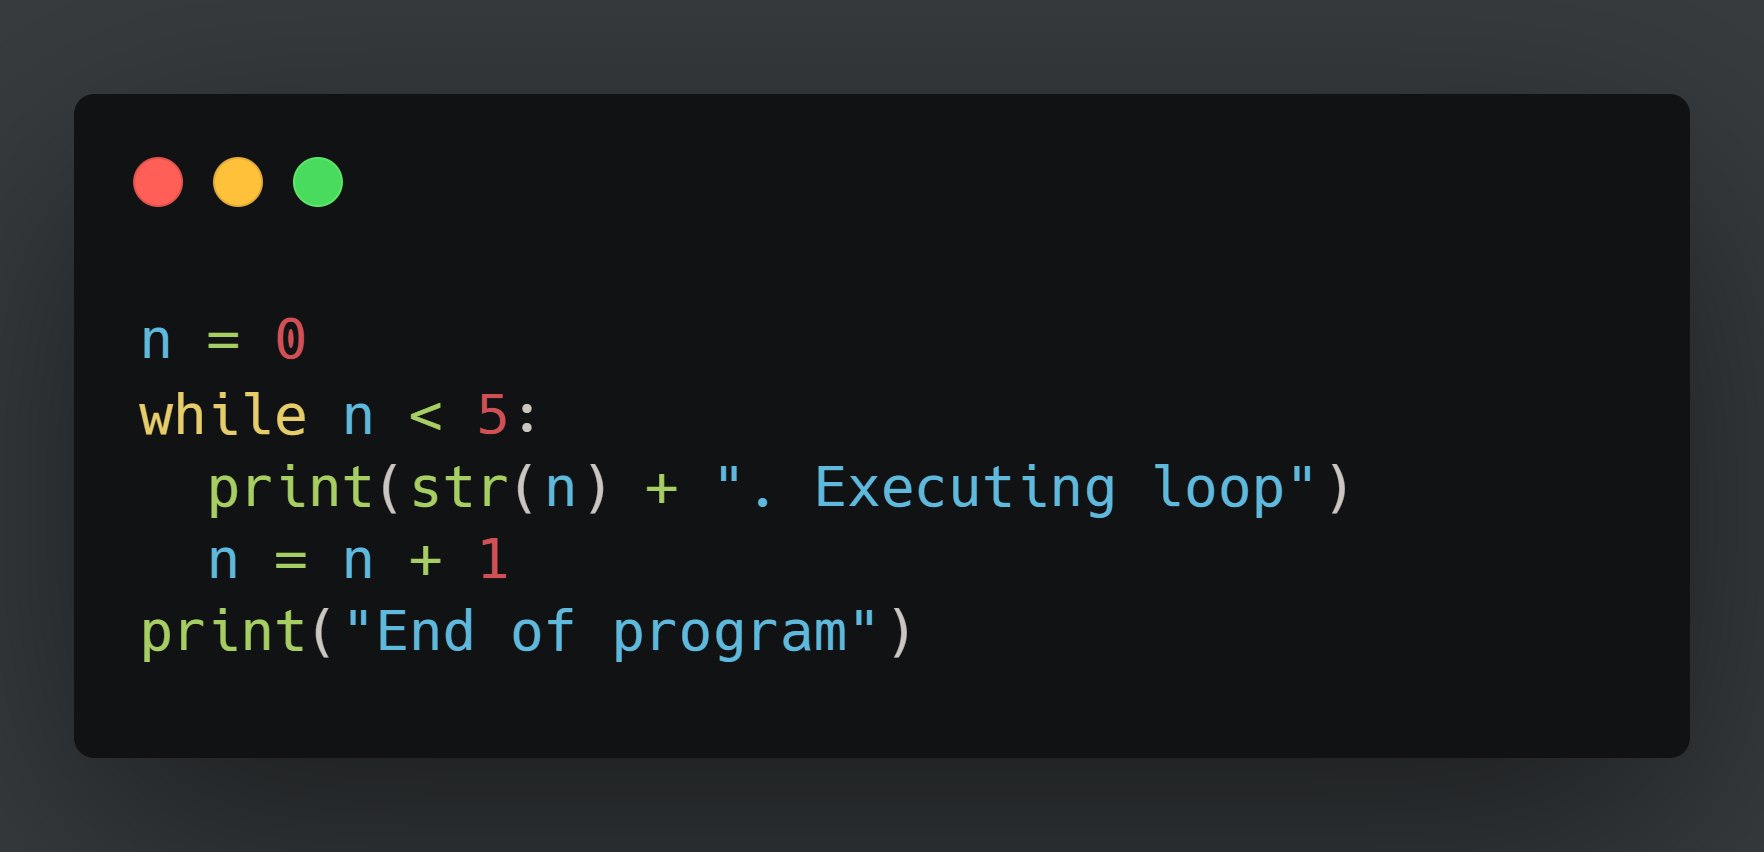 n = 0
while n < 5:
  print(str(n) + ". Executing loop")
  n = n + 1
print("End of program")